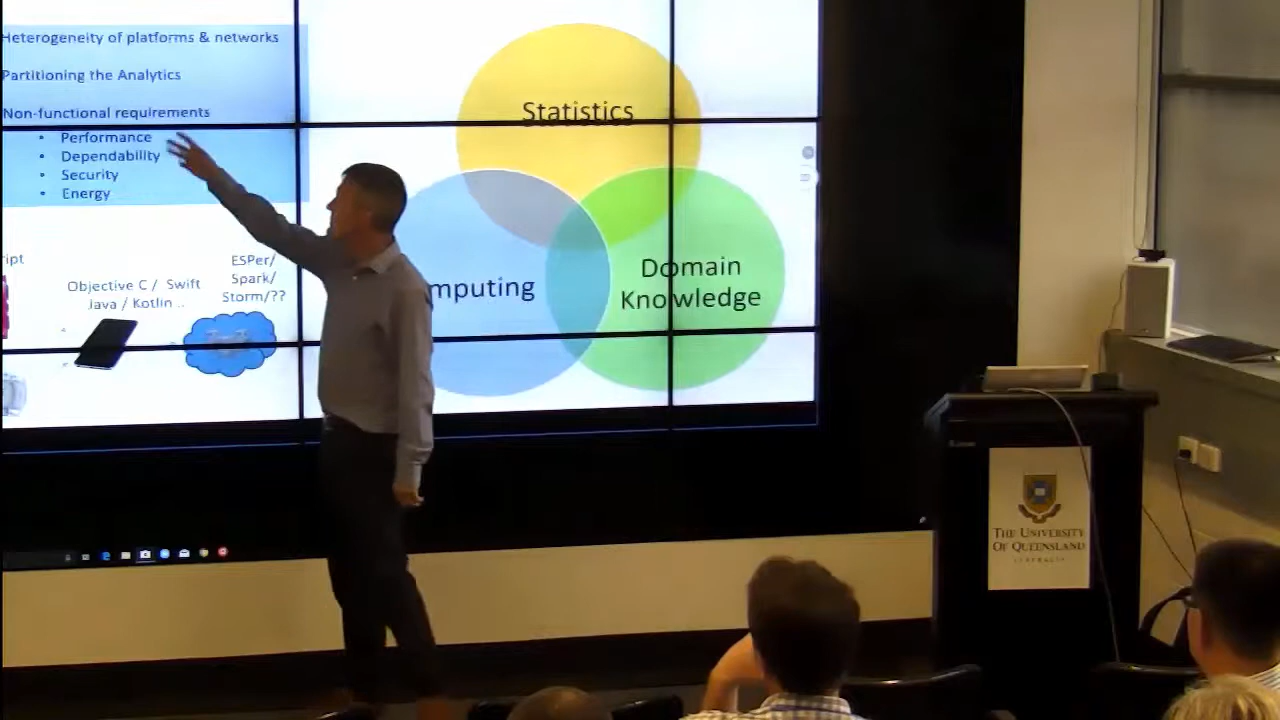 Heterogeneity of platforms & networks
Partitioning the Analytics
Non-functional requirements
• Performance
• Dependability
• Security
• Energy
ript
Objective C / Swift
Java / Kotlin ..
ESPer/
Spark/
Storm/??
Statistics
mputing
Domain
Knowledge
THE UNIVERSITY
OF QUEENSLAND
AUSTRALIA